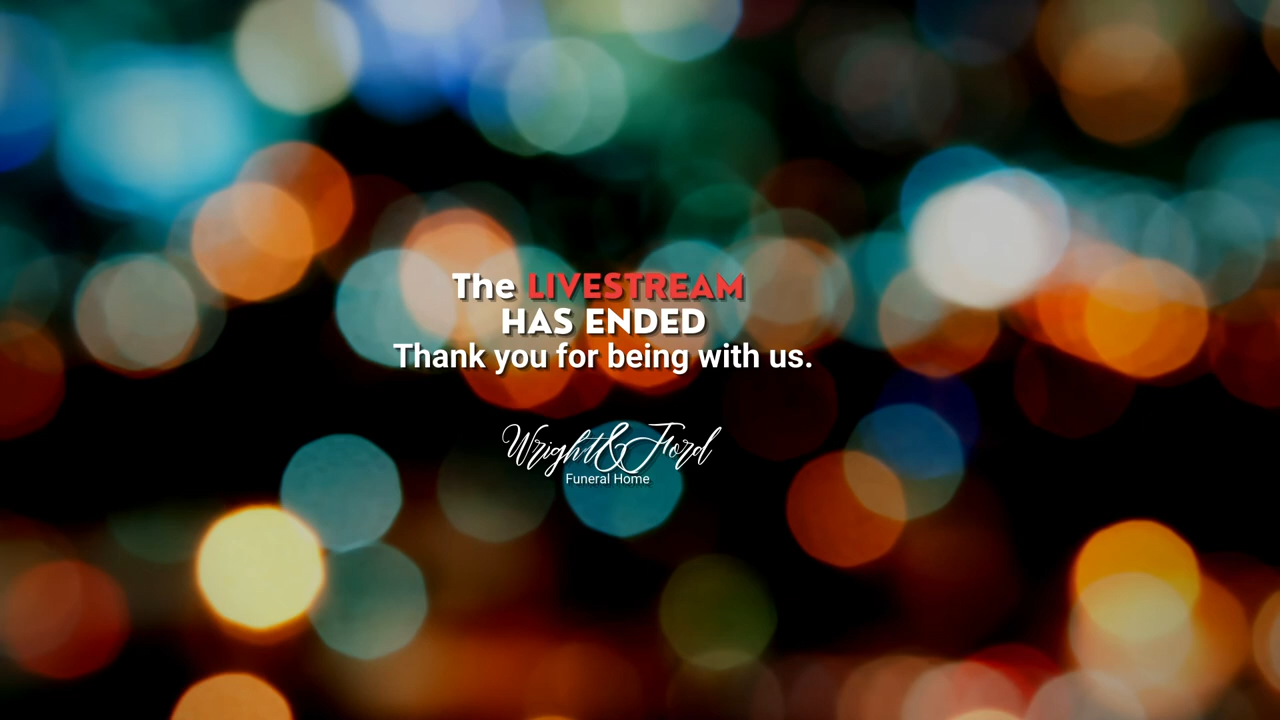 The LIVESTREAM
HAS ENDED
Thank you for being with us.
Wright & Ford
Funeral Home